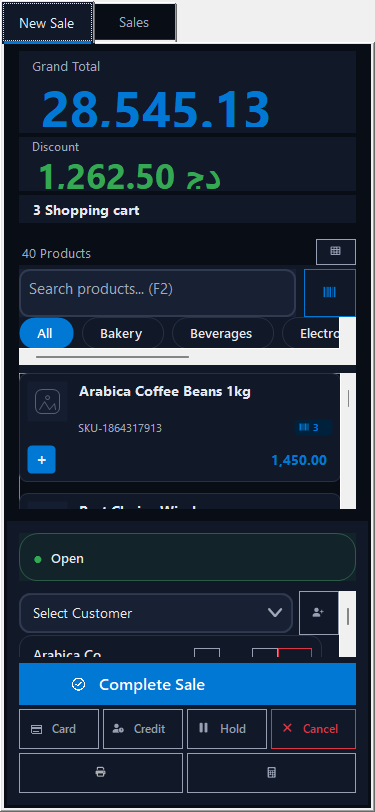 New Sale
Sales
Grand Total
28,545.13
Discount
1,262.50 دج
3 Shopping cart
40 Products
Search products... (F2)
All
Bakery
Beverages
Electro
Arabica Coffee Beans 1kg
SKU-1864317913
3
+
1,450.00
Open
Select Customer
Arabica Co
Complete Sale
Card
Credit
Hold
Cancel